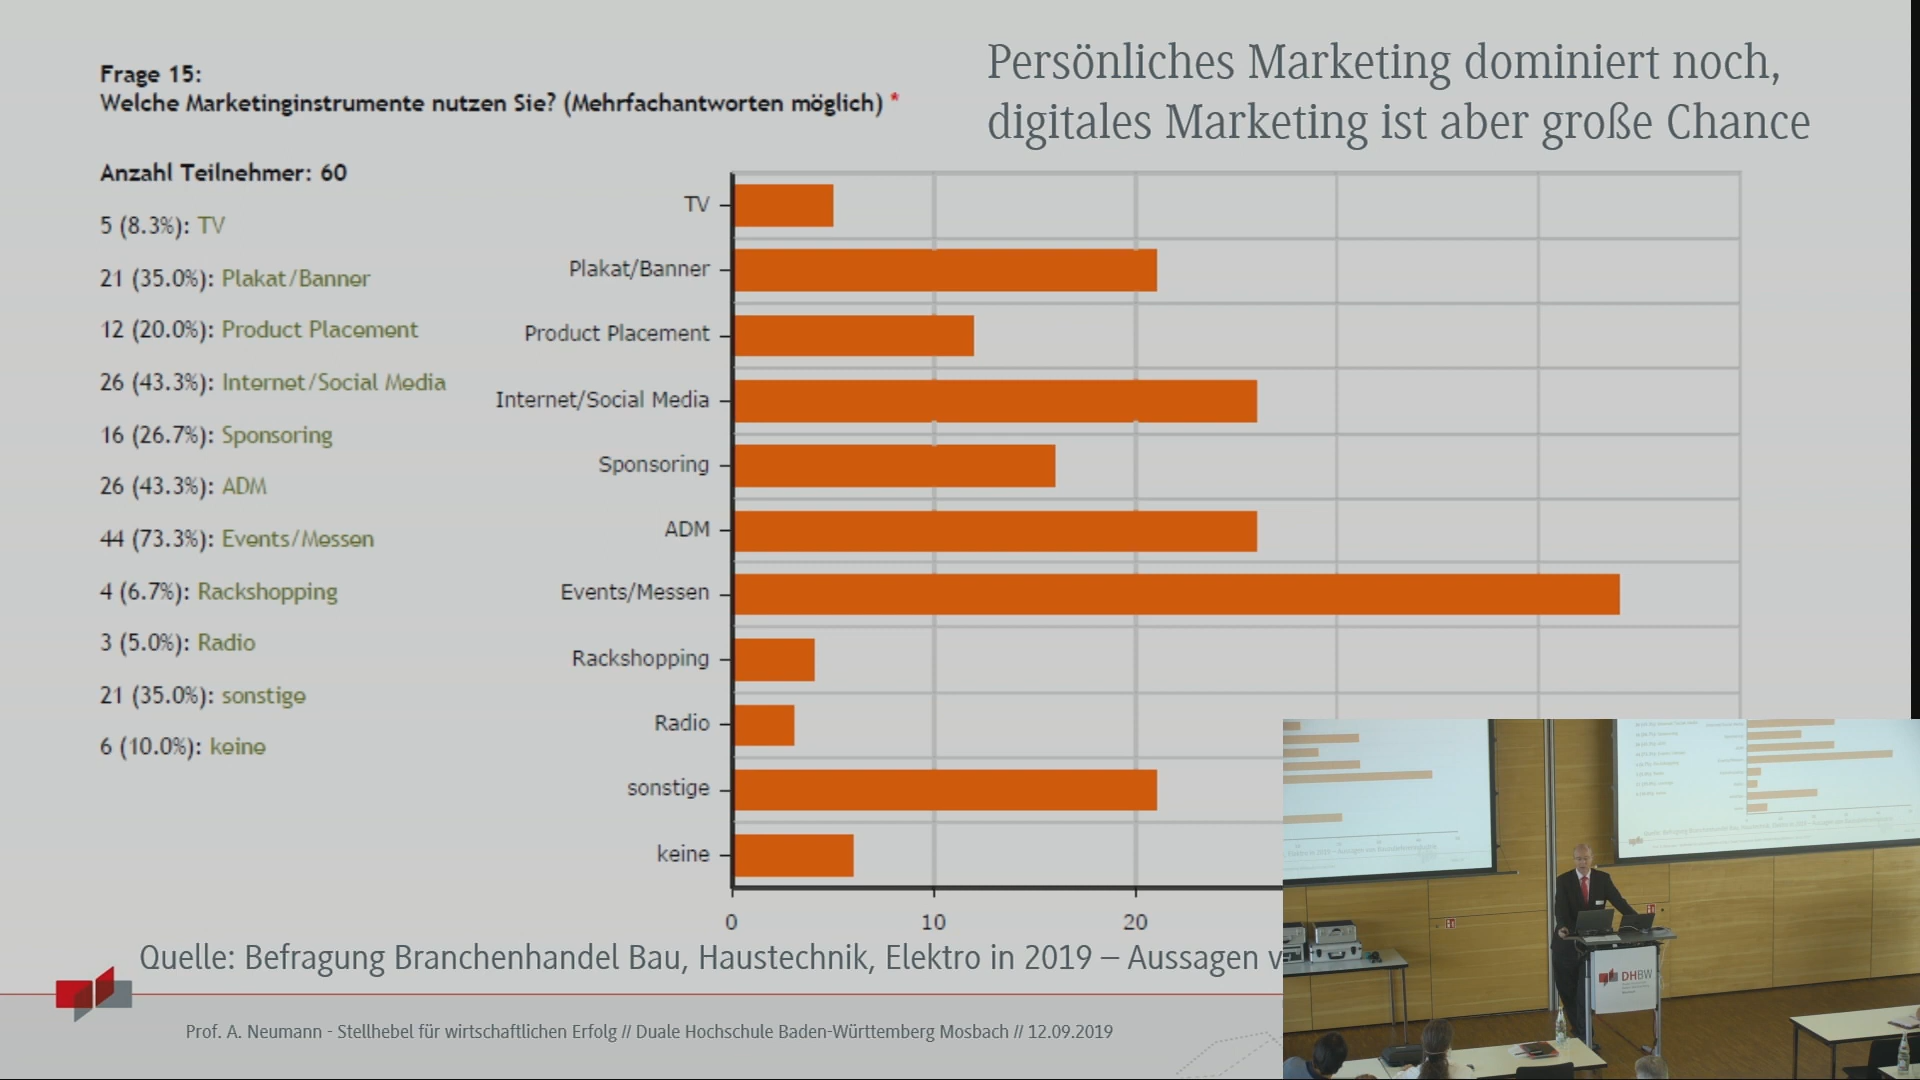 Persönliches Marketing dominiert noch,
digitales Marketing ist aber große Chance
Frage 15:
Welche Marketinginstrumente nutzen Sie? (Mehrfachantworten möglich) *
Anzahl Teilnehmer: 60
5 (8.3%): TV
21 (35.0%): Plakat/Banner
12 (20.0%): Product Placement
26 (43.3%): Internet/Social Media
16 (26.7%): Sponsoring
26 (43.3%): ADM
44 (73.3%): Events/Messen
4 (6.7%): Rackshopping
3 (5.0%): Radio
21 (35.0%): sonstige
6 (10.0%): keine
TV
Plakat/Banner
Product Placement
Internet/Social Media
Sponsoring
ADM
Events/Messen
Rackshopping
Radio
sonstige
keine
0 10 20
Quelle: Befragung Branchenhandel Bau, Haustechnik, Elektro in 2019 – Aussagen
Prof. A. Neumann - Stellhebel für wirtschaftlichen Erfolg // Duale Hochschule Baden-Württemberg Mosbach // 12.09.2019
DHBW